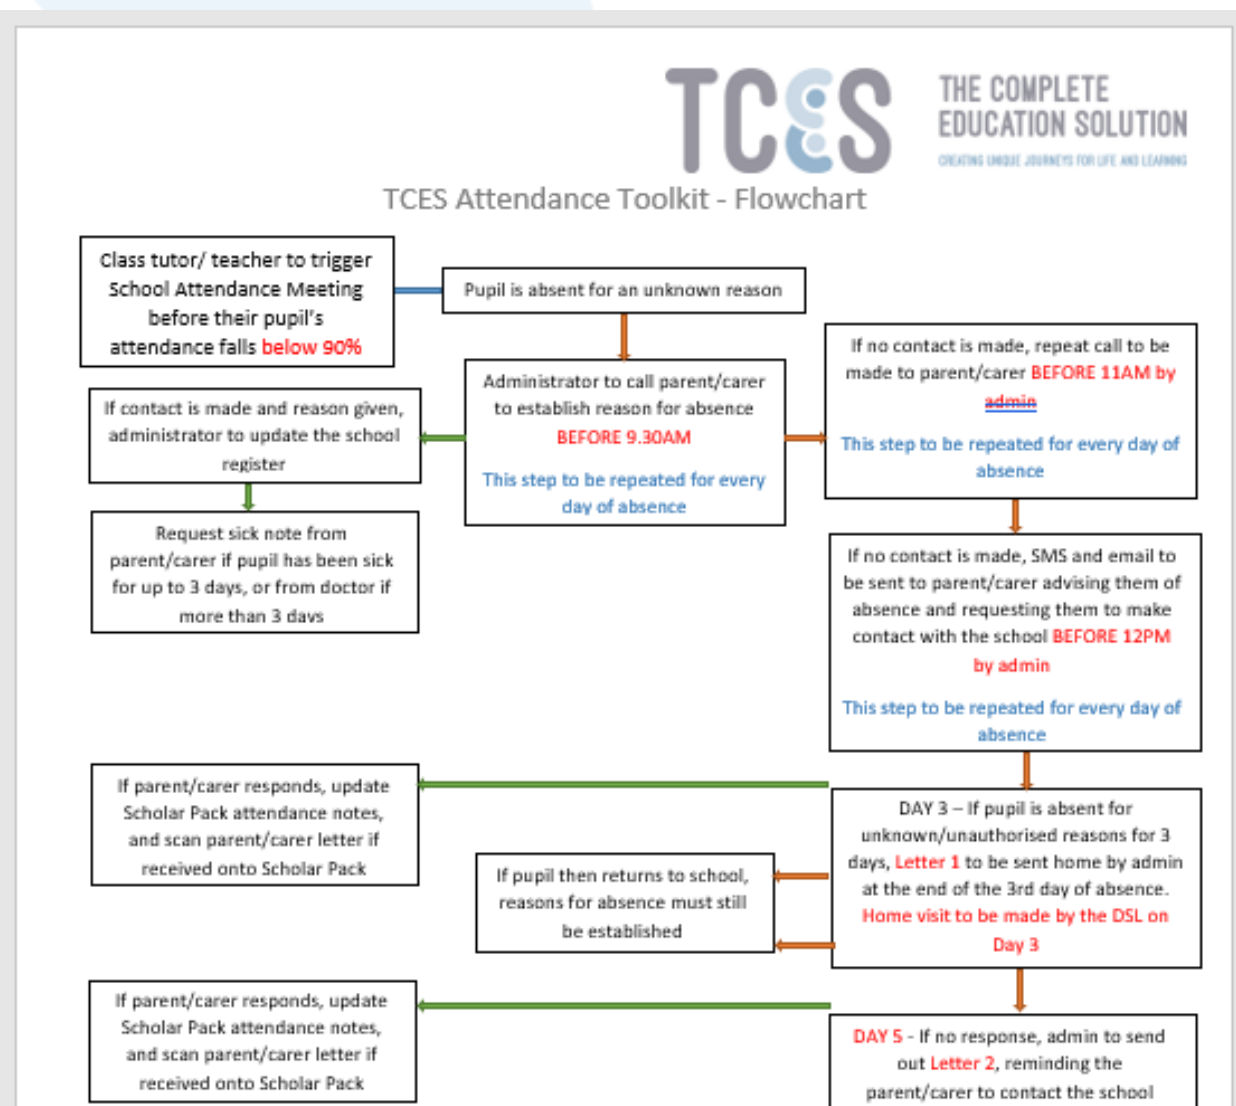 TCES
THE COMPLETE
EDUCATION SOLUTION
CREATING UNIQUE JOURNEYS FOR LIFE AND LEARNING
TCES Attendance Toolkit - Flowchart
Class tutor/ teacher to trigger
School Attendance Meeting
before their pupil's
attendance falls below 90%
Pupil is absent for an unknown reason
Administrator to call parent/carer
to establish reason for absence
BEFORE 9.30AM
This step to be repeated for every
day of absence
If no contact is made, repeat call to be
made to parent/carer BEFORE 11AM by
admin
This step to be repeated for every day of
absence
If contact is made and reason given,
administrator to update the school
register
Request sick note from
parent/carer if pupil has been sick
for up to 3 days, or from doctor if
more than 3 days
If no contact is made, SMS and email to
be sent to parent/carer advising them of
absence and requesting them to make
contact with the school BEFORE 12PM
by admin
This step to be repeated for every day of
absence
If parent/carer responds, update
Scholar Pack attendance notes,
and scan parent/carer letter if
received onto Scholar Pack
DAY 3 – If pupil is absent for
unknown/unauthorised reasons for 3
days, Letter 1 to be sent home by admin
at the end of the 3rd day of absence.
Home visit to be made by the DSL on
Day 3
If pupil then returns to school,
reasons for absence must still
be established
If parent/carer responds, update
Scholar Pack attendance notes,
and scan parent/carer letter if
received onto Scholar Pack
DAY 5 - If no response, admin to send
out Letter 2, reminding the
parent/carer to contact the school